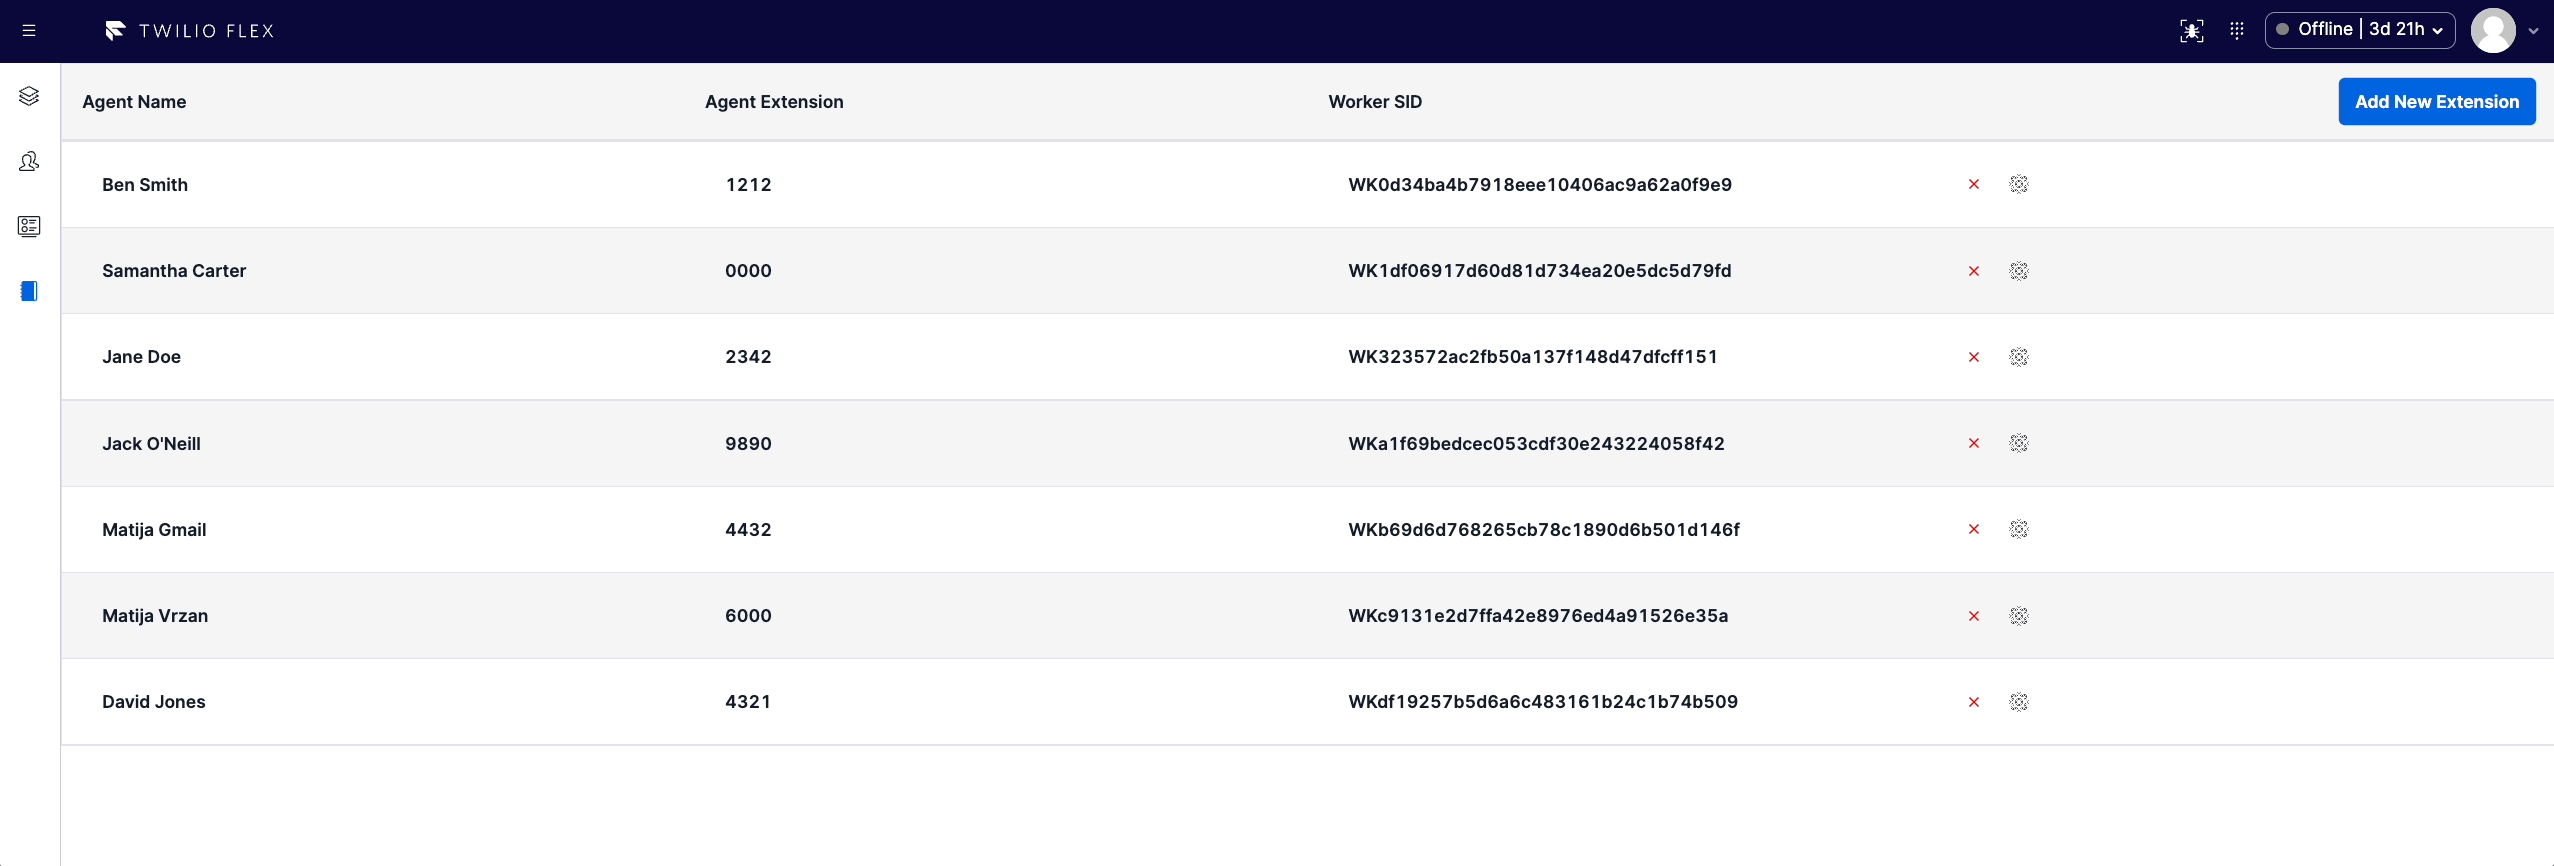 TWILIO FLEX
Offline | 3d 21h
Agent Name Agent Extension Worker SID Add New Extension
Ben Smith 1212 WK0d34ba4b7918eee10406ac9a62a0f9e9
Samantha Carter 0000 WK1df06917d60d81d734ea20e5dc5d79fd
Jane Doe 2342 WK323572ac2fb50a137f148d47dfcff151
Jack O'Neill 9890 WKa1f69bedcec053cdf30e243224058f42
Matija Gmail 4432 WKb69d6d768265cb78c1890d6b501d146f
Matija Vrzan 6000 WKc9131e2d7ffa42e8976ed4a91526e35a
David Jones 4321 WKdf19257b5d6a6c483161b24c1b74b509